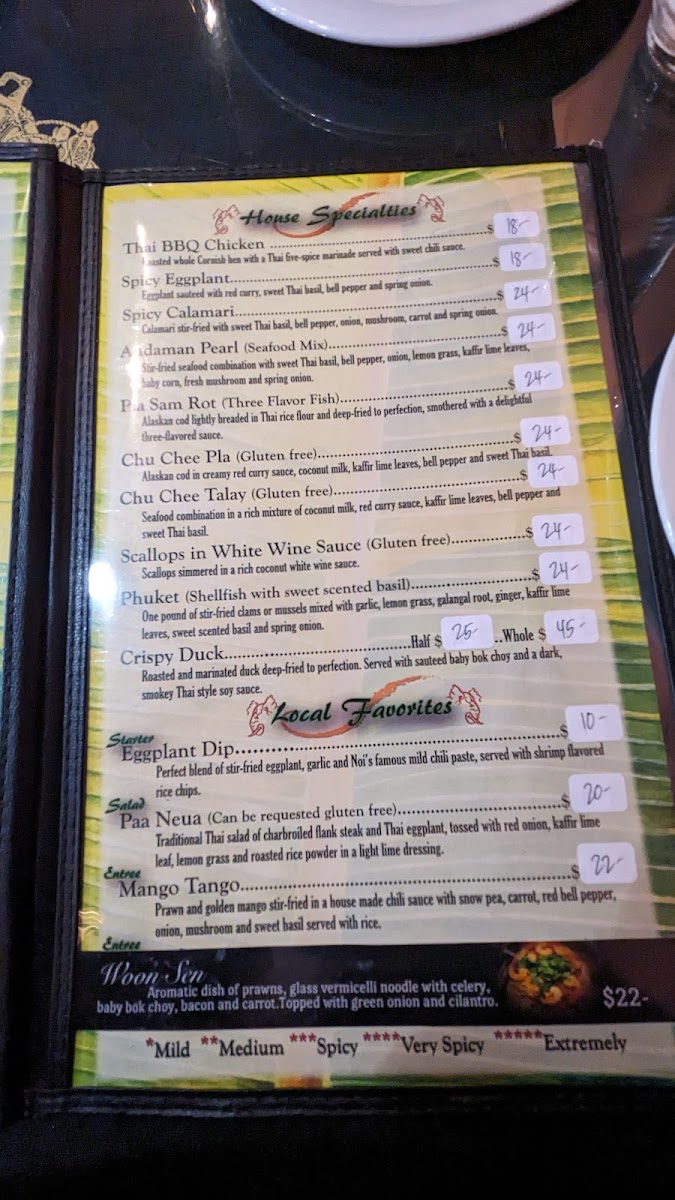 House Specialties
Thai BBQ Chicken ........................................................$ 18-
Roasted whole Cornish hen with a Thai five-spice marinade served with sweet chili sauce.
Spicy Eggplant................................................................$ 18-
Eggplant sauteed with red curry, sweet Thai basil, bell pepper and spring onion.
Spicy Calamari................................................................$ 24-
Calamari stir-fried with sweet Thai basil, bell pepper, onion, mushroom, carrot and spring onion.
Andaman Pearl (Seafood Mix)........................................$ 24-
Stir-fried seafood combination with sweet Thai basil, bell pepper, onion, lemon grass, kaffir lime leaves,
baby corn, fresh mushroom and spring onion.
Pla Sam Rot (Three Flavor Fish)........................................$ 24-
Alaskan cod lightly breaded in Thai rice flour and deep-fried to perfection, smothered with a delightful
three-flavored sauce.
Chu Chee Pla (Gluten free)................................................$ 24-
Alaskan cod in creamy red curry sauce, coconut milk, kaffir lime leaves, bell pepper and sweet Thai basil.
Chu Chee Talay (Gluten free)............................................$ 24-
Seafood combination in a rich mixture of coconut milk, red curry sauce, kaffir lime leaves, bell pepper and
sweet Thai basil.
Scallops in White Wine Sauce (Gluten free).................$ 24-
Scallops simmered in a rich coconut white wine sauce.
Phuket (Shellfish with sweet scented basil)...........................$ 24-
One pound of stir-fried clams or mussels mixed with garlic, lemon grass, galangal root, ginger, kaffir lime
leaves, sweet scented basil and spring onion.
Crispy Duck........................................Half $ 25- ..Whole $ 45-
Roasted and marinated duck deep-fried to perfection. Served with sauteed baby bok choy and a dark,
smokey Thai style soy sauce.
Local Favorites
Starter
Eggplant Dip................................................................$ 10-
Perfect blend of stir-fried eggplant, garlic and Noi's famous mild chili paste, served with shrimp flavored
rice chips.
Salad
Paa Neua (Can be requested gluten free)................................$ 20-
Traditional Thai salad of charbroiled flank steak and Thai eggplant, tossed with red onion, kaffir lime
leaf, lemon grass and roasted rice powder in a light lime dressing.
Entree
Mango Tango................................................................$ 22-
Prawn and golden mango stir-fried in a house made chili sauce with snow pea, carrot, red bell pepper,
onion, mushroom and sweet basil served with rice.
Entree
Woon Sen
Aromatic dish of prawns, glass vermicelli noodle with celery,
baby bok choy, bacon and carrot.Topped with green onion and cilantro. $22-
*Mild **Medium ***Spicy ****Very Spicy *****Extremely